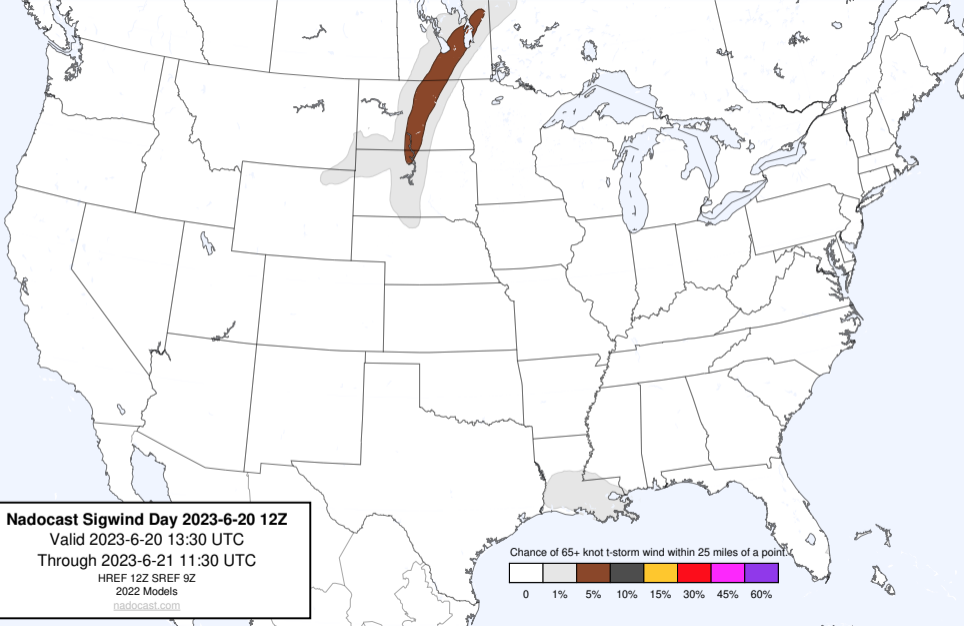 Nadocast Sigwind Day 2023-6-20 12Z
Valid 2023-6-20 13:30 UTC
Through 2023-6-21 11:30 UTC
HREF 12Z SREF 9Z
2022 Models
nadocast.com
Chance of 65+ knot t-storm wind within 25 miles of a point.
0 1% 5% 10% 15% 30% 45% 60%